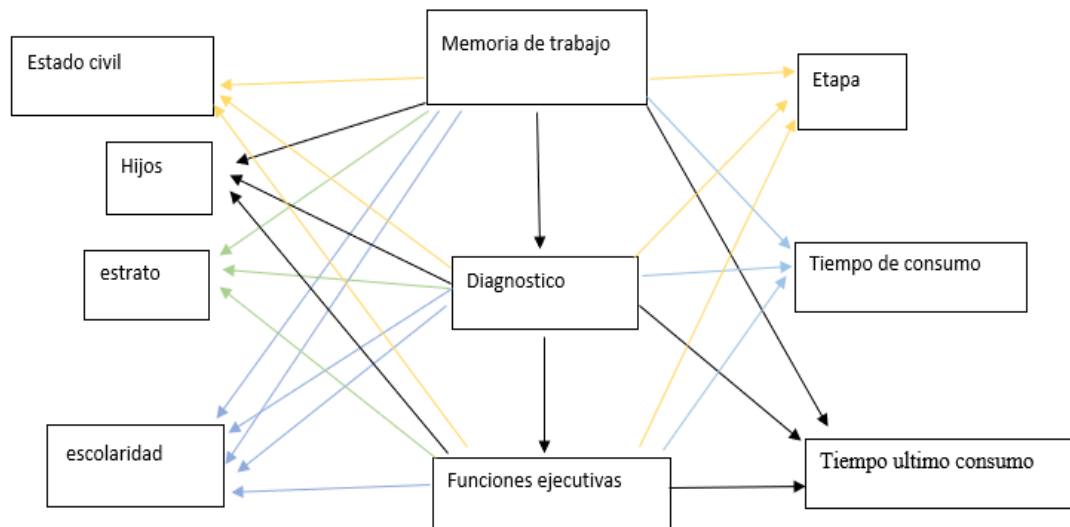 Memoria de trabajo
Estado civil
Etapa
Hijos
estrato
Diagnostico
Tiempo de consumo
escolaridad
Funciones ejecutivas
Tiempo ultimo consumo